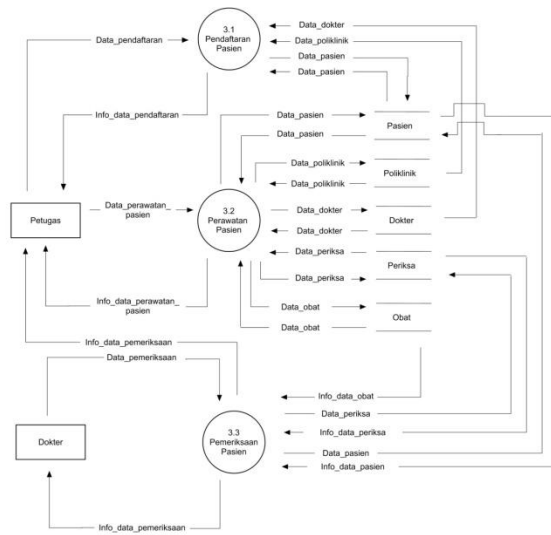 Data_pendaftaran
3.1
Pendaftaran
Pasien
Data_dokter
Data_poliklinik
Data_pasien
Data_pasien
Info_data_pendaftaran
Data_pasien
Data_pasien
Pasien
Data_poliklinik
Data_poliklinik
Poliklinik
Petugas
Data_perawatan_
pasien
3.2
Perawatan
Pasien
Data_dokter
Data_dokter
Dokter
Data_periksa
Data_periksa
Periksa
Info_data_perawatan_
pasien
Data_obat
Data_obat
Obat
Info_data_pemeriksaan
Data_pemeriksaan
Info_data_obat
Data_periksa
Info_data_periksa
Data_pasien
Info_data_pasien
Dokter
3.3
Pemeriksaan
Pasien
Info_data_pemeriksaan